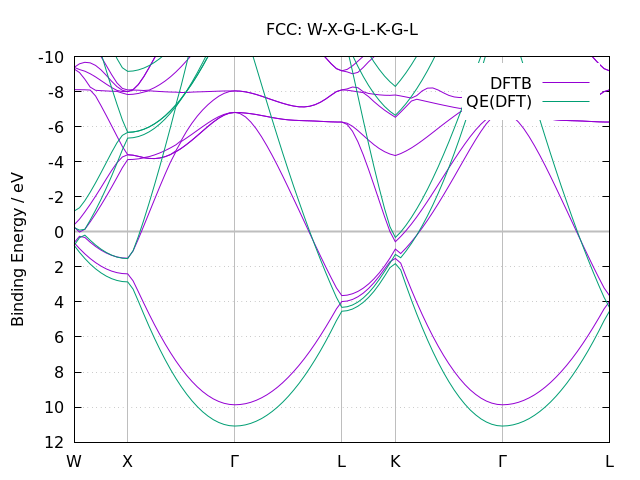 FCC: W-X-G-L-K-G-L
-10
-8
-6
-4
-2
0
2
4
6
8
10
12
Binding Energy / eV
DFTB
QE(DFT)
W X Γ L K Γ L